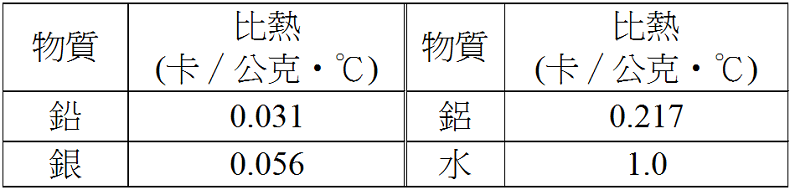 物質 比熱 (卡／公克・℃) 物質 比熱 (卡／公克・℃)
鉛 0.031 鋁 0.217
銀 0.056 水 1.0